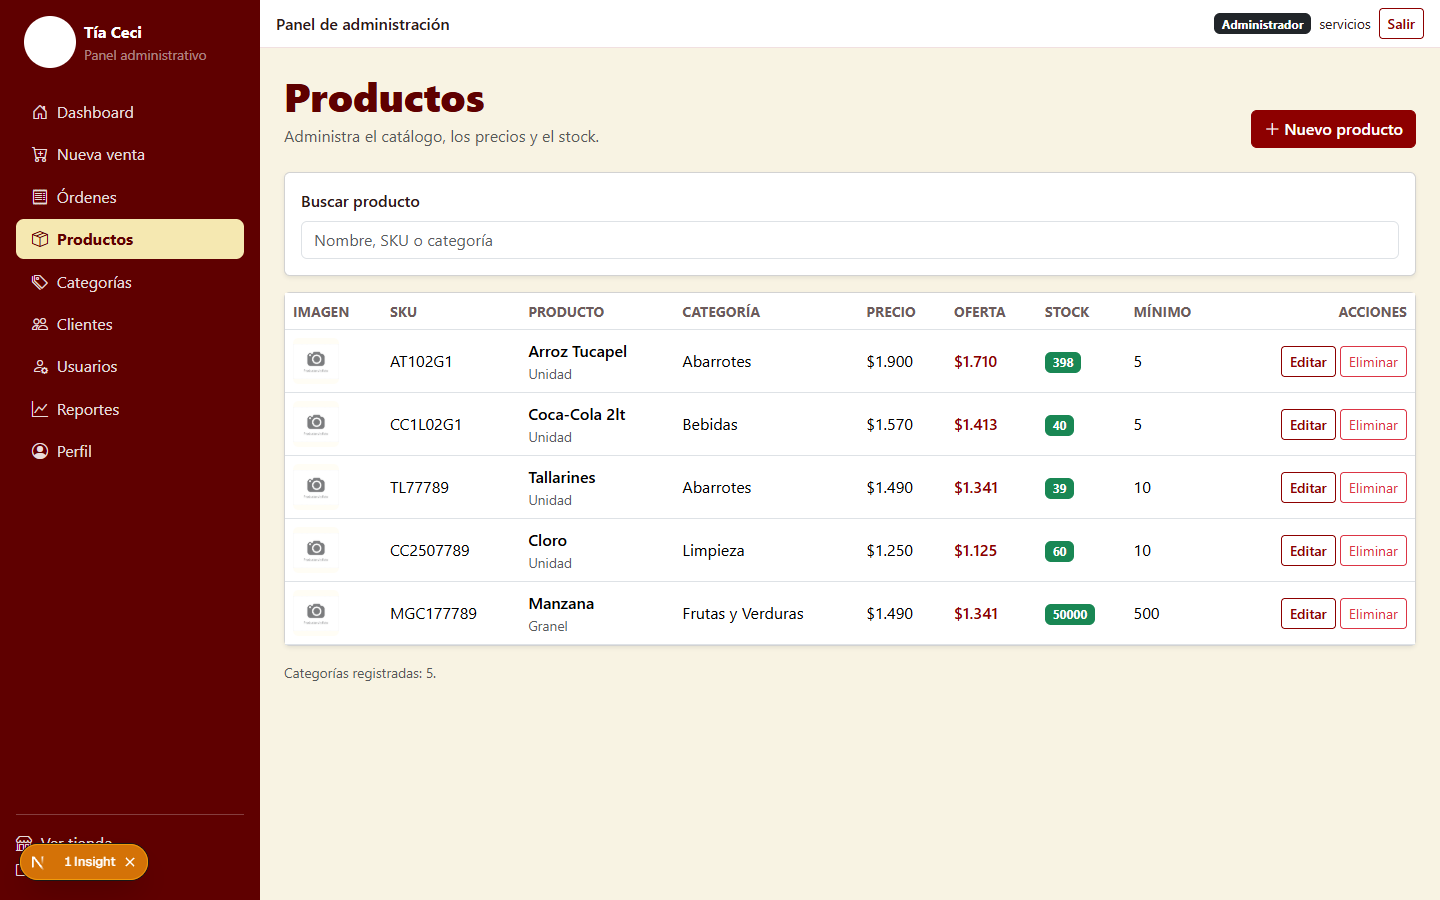 Tía Ceci
Panel administrativo
Dashboard
Nueva venta
Órdenes
Productos
Categorías
Clientes
Usuarios
Reportes
Perfil
Ver tienda
1 Insight
Panel de administración
Administrador servicios Salir
Productos
Administra el catálogo, los precios y el stock.
Nuevo producto
Buscar producto
Nombre, SKU o categoría
IMAGEN SKU PRODUCTO CATEGORÍA PRECIO OFERTA STOCK MÍNIMO ACCIONES
AT102G1 Arroz Tucapel Unidad Abarrotes $1.900 $1.710 398 5 Editar Eliminar
CC1L02G1 Coca-Cola 2lt Unidad Bebidas $1.570 $1.413 40 5 Editar Eliminar
TL77789 Tallarines Unidad Abarrotes $1.490 $1.341 39 10 Editar Eliminar
CC2507789 Cloro Unidad Limpieza $1.250 $1.125 60 10 Editar Eliminar
MGC177789 Manzana Granel Frutas y Verduras $1.490 $1.341 50000 500 Editar Eliminar
Categorías registradas: 5.